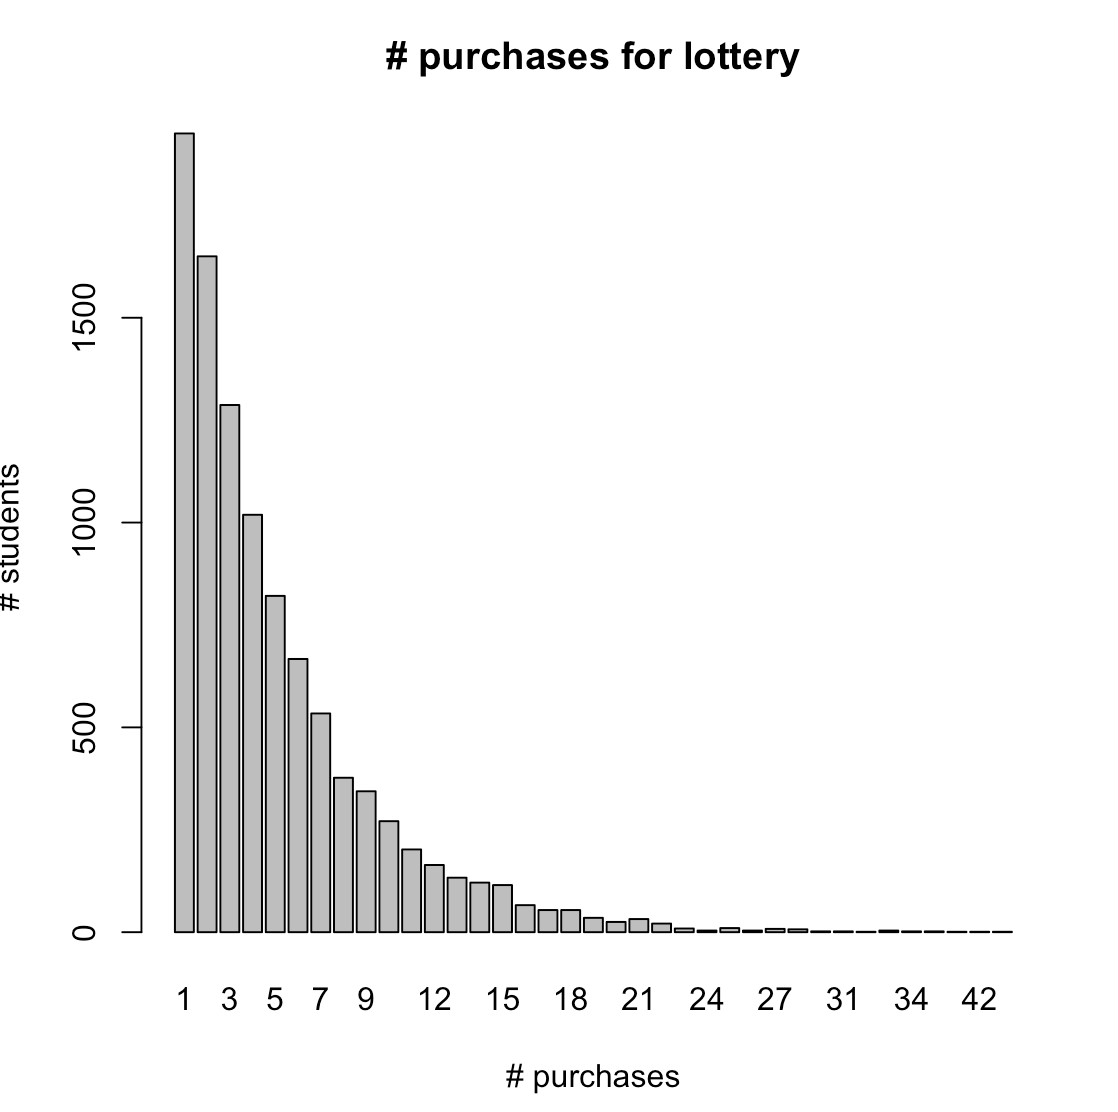 # purchases for lottery
# students
1500
1000
500
0
1 3 5 7 9 12 15 18 21 24 27 31 34 42
# purchases